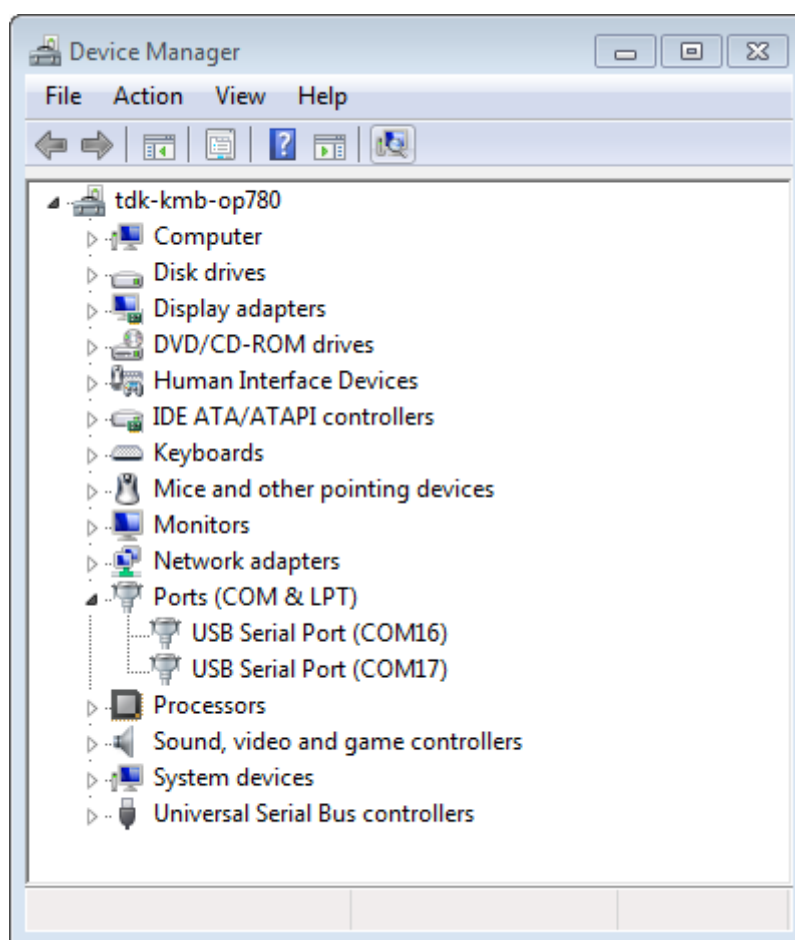 Device Manager
File Action View Help
tdk-kmb-op780
Computer
Disk drives
Display adapters
DVD/CD-ROM drives
Human Interface Devices
IDE ATA/ATAPI controllers
Keyboards
Mice and other pointing devices
Monitors
Network adapters
Ports (COM & LPT)
USB Serial Port (COM16)
USB Serial Port (COM17)
Processors
Sound, video and game controllers
System devices
Universal Serial Bus controllers